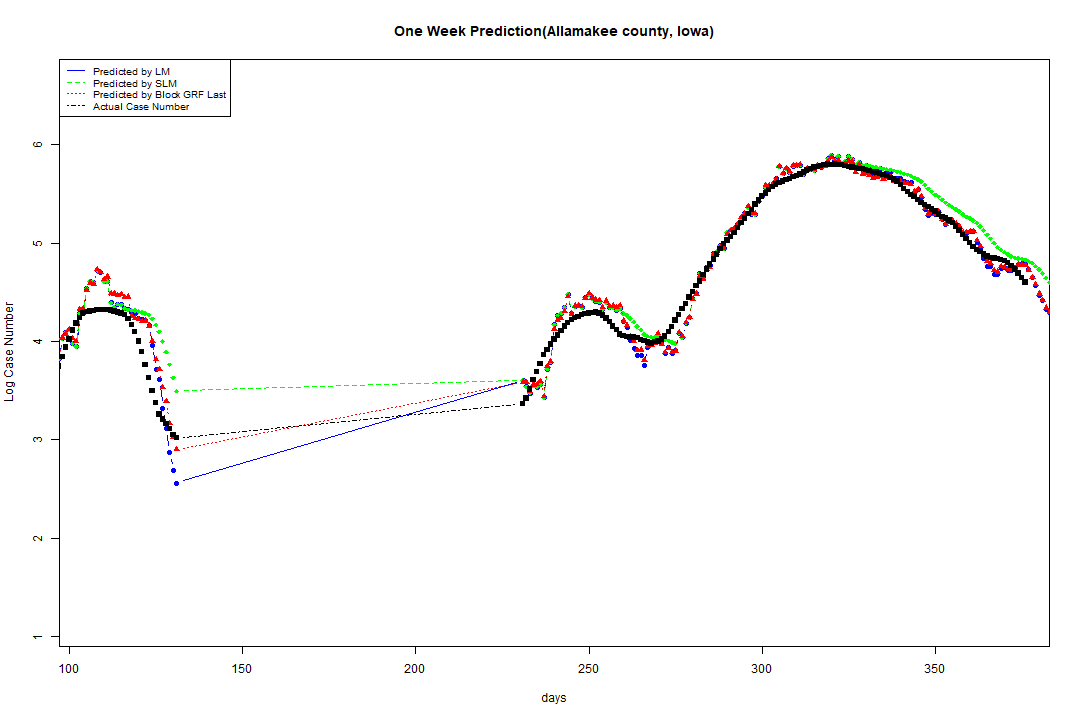 One Week Prediction(Allamakee county, Iowa)
Predicted by LM
Predicted by SLM
Predicted by Block GRF Last
Actual Case Number
6
5
4
3
2
1
Log Case Number
100 150 200 250 300 350
days